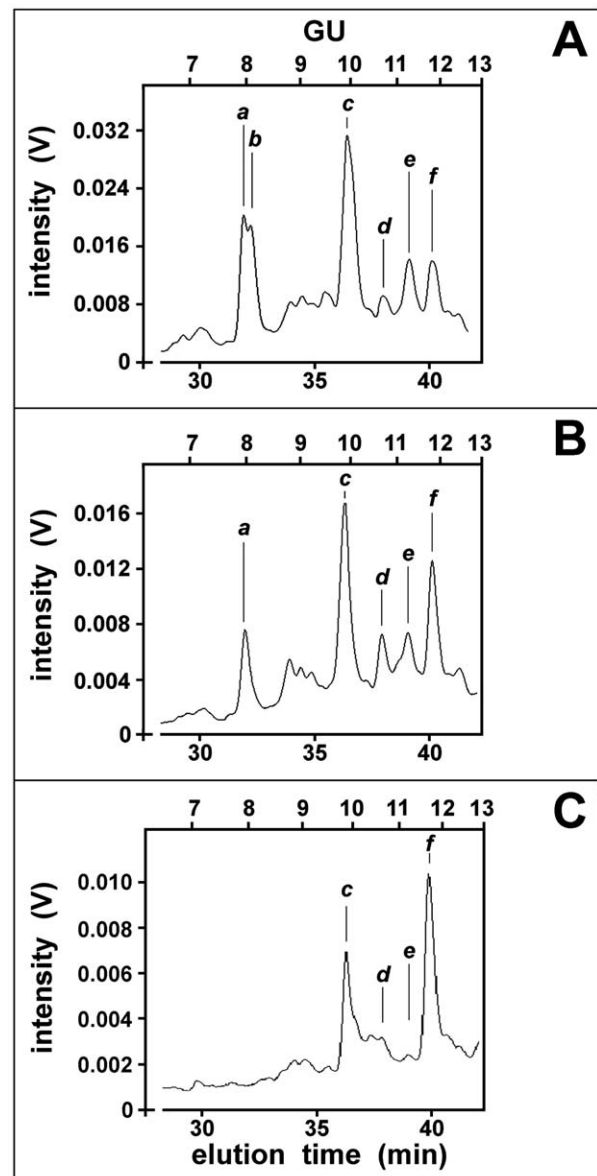 GU
A
7 8 9 10 11 12 13
a b c d e f
intensity (V)
0.032
0.024
0.016
0.008
0
30 35 40
B
7 8 9 10 11 12 13
a c d e f
intensity (V)
0.016
0.012
0.008
0.004
0
30 35 40
C
7 8 9 10 11 12 13
c d e f
intensity (V)
0.010
0.008
0.006
0.004
0.002
0
30 35 40
elution time (min)